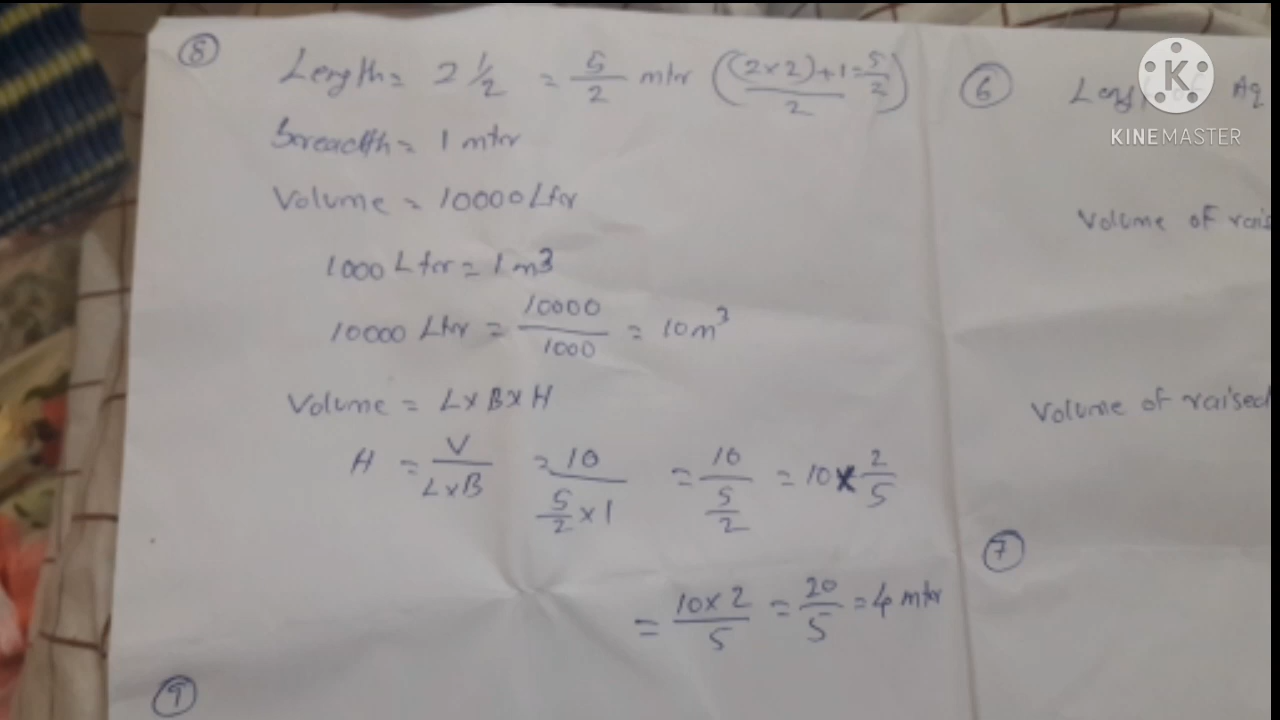 8
Length = 2 1/2 = 5/2 mtr ((2×2)+1/2 = 5/2)
Breadth = 1 mtr
Volume = 10000 Ltr
1000 Ltr = 1 m3
10000 Ltr = 10000/1000 = 10 m³
Volume = L×B×H
H = V/L×B = 10/5/2 ×1 = 10/5/2 = 10 × 2/5
= 10×2/5 = 20/5 = 4 mtr
9
6
Volume of
Volume of raised
7
K
KINEMASTER